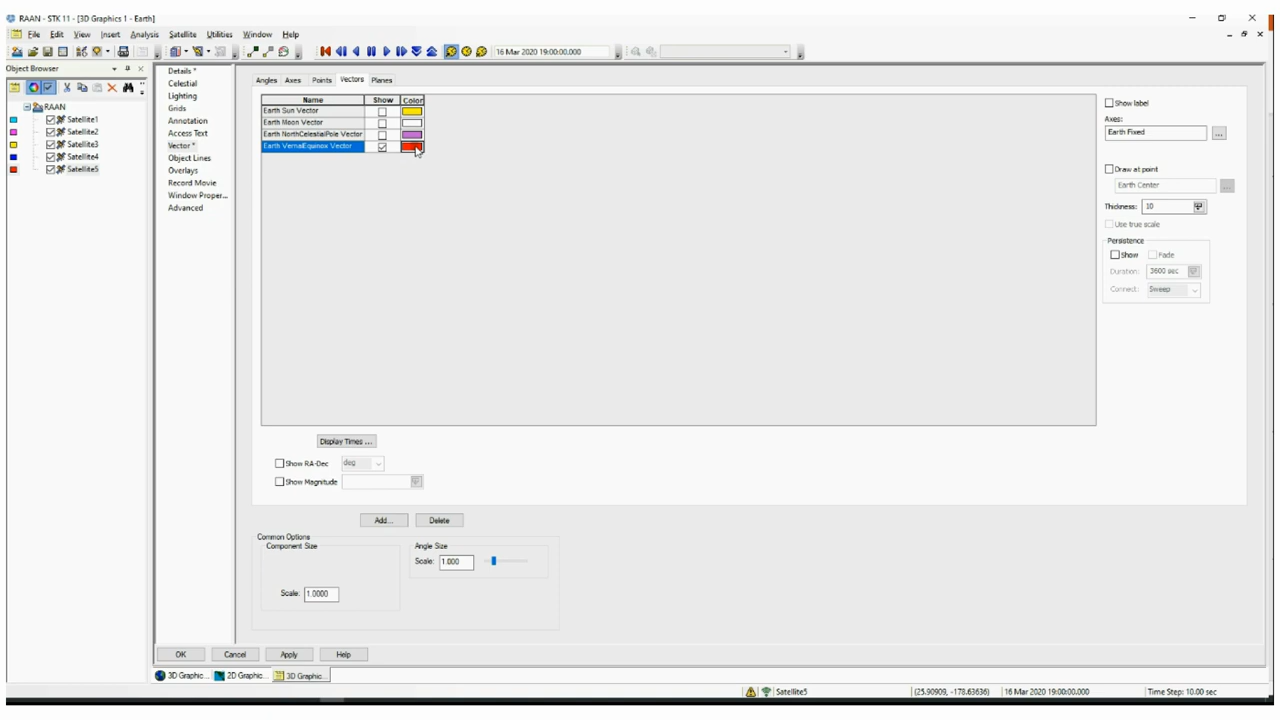 RAAN - STK 11 - [3D Graphics 1 - Earth]
File Edit View Insert Analysis Satellite Utilities Window Help
16 Mar 2020 19:00:00.000
Object Browser
RAAN
Satellite1
Satellite2
Satellite3
Satellite4
Satellite5
Details *
Celestial
Lighting
Grids
Annotation
Access Text
Vector *
Object Lines
Overlays
Record Movie
Window Proper...
Advanced
Angles Axes Points Vectors Planes
Name Show Color
Earth Sun Vector
Earth Moon Vector
Earth NorthCelestialPole Vector
Earth VernalEquinox Vector
Show label
Axes:
Earth Fixed ...
Draw at point
Earth Center ...
Thickness: 10
Use true scale
Persistence
Show Fade
Duration: 3600 sec
Connect: Sweep
Display Times ...
Show RA-Dec deg
Show Magnitude
Add... Delete
Common Options
Component Size
Scale: 1.0000
Angle Size
Scale: 1.000
OK Cancel Apply Help
3D Graphic... 2D Graphic... 3D Graphic...
Satellite5 (25.90909, -178.63636) 16 Mar 2020 19:00:00.000 Time Step: 10.00 sec